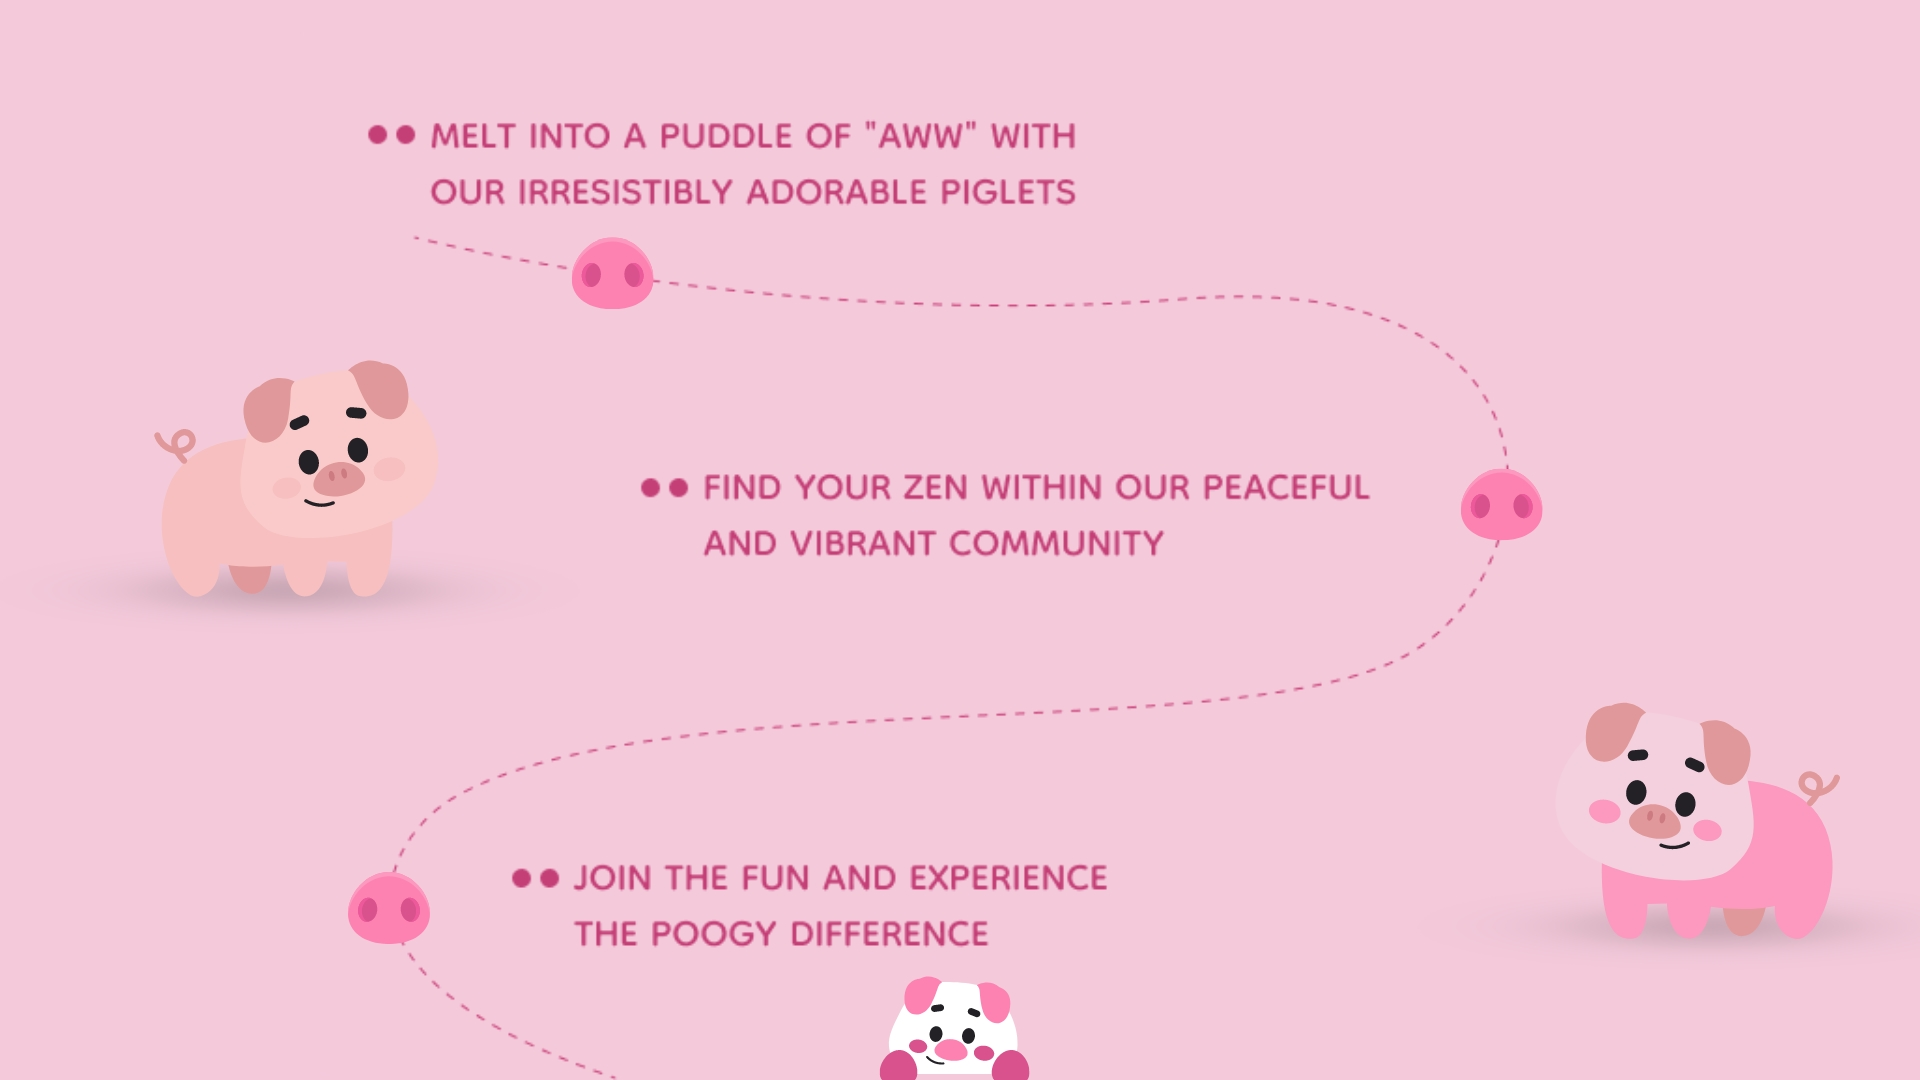 MELT INTO A PUDDLE OF "AWW" WITH
OUR IRRESISTIBLY ADORABLE PIGLETS
FIND YOUR ZEN WITHIN OUR PEACEFUL
AND VIBRANT COMMUNITY
JOIN THE FUN AND EXPERIENCE
THE POOGY DIFFERENCE